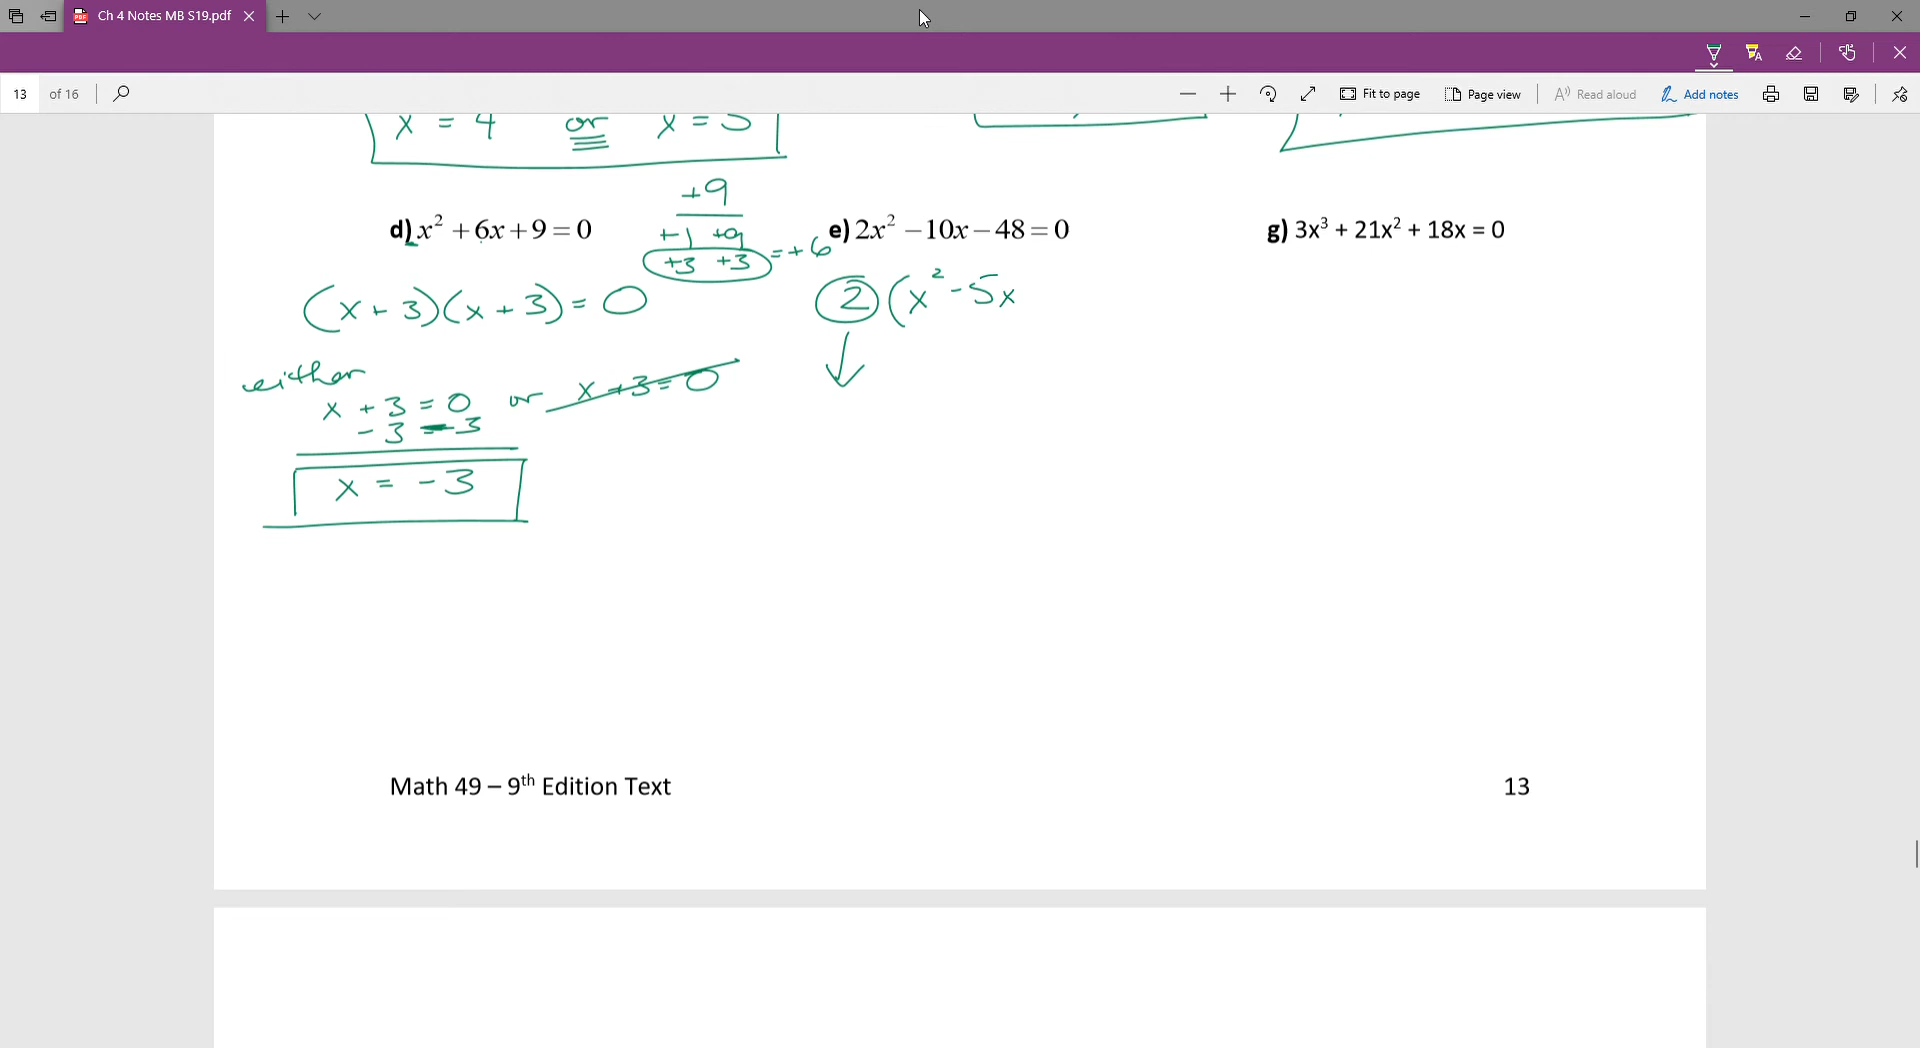 Ch 4 Notes MB S19.pdf
13 of 16
Fit to page
Page view
Read aloud
Add notes
x = 4 or x = 3
+9
+1 +9
+3 +3 = +6
d) x² + 6x + 9 = 0
e) 2x² − 10x − 48 = 0
g) 3x³ + 21x² + 18x = 0
(x + 3)(x + 3) = 0
2 (x² - 5x
either
x + 3 = 0 or x + 3 = 0
- 3 - 3
x = - 3
Math 49 – 9th Edition Text
13